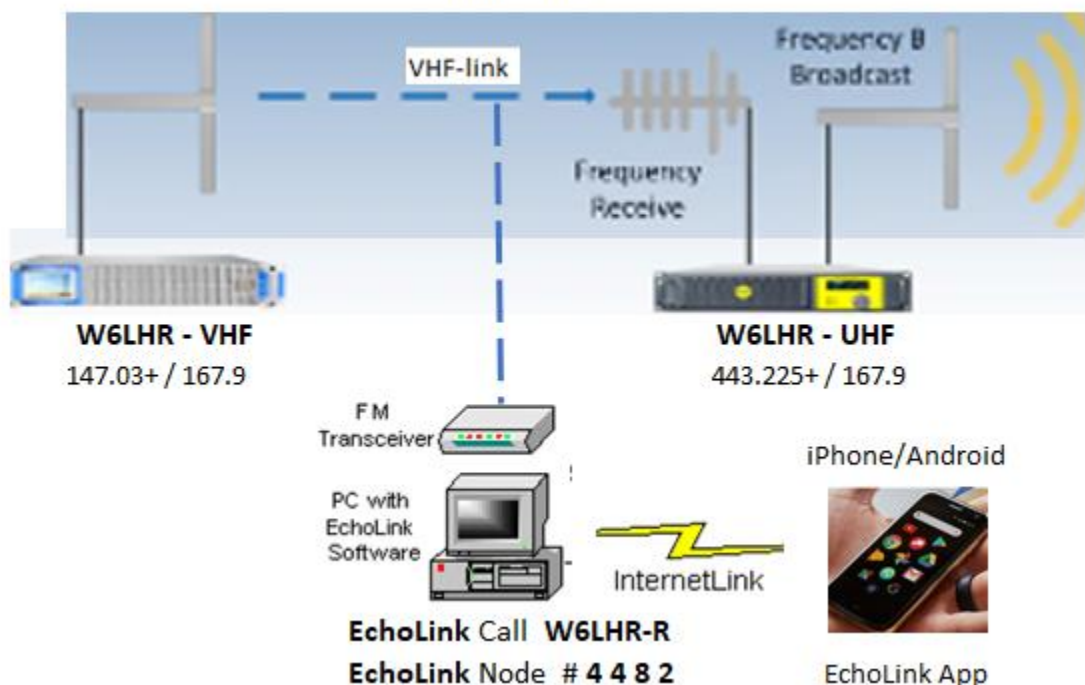 VHF-link
Frequency B
Broadcast
Frequency
Receive
W6LHR - VHF
147.03+ / 167.9
W6LHR - UHF
443.225+ / 167.9
FM
Transceiver
iPhone/Android
PC with
EchoLink
Software
InternetLink
EchoLink Call W6LHR-R
EchoLink Node # 4 4 8 2
EchoLink App